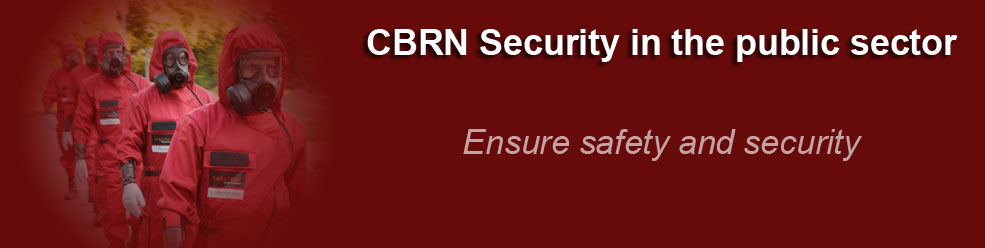 CBRN Security in the public sector
Ensure safety and security